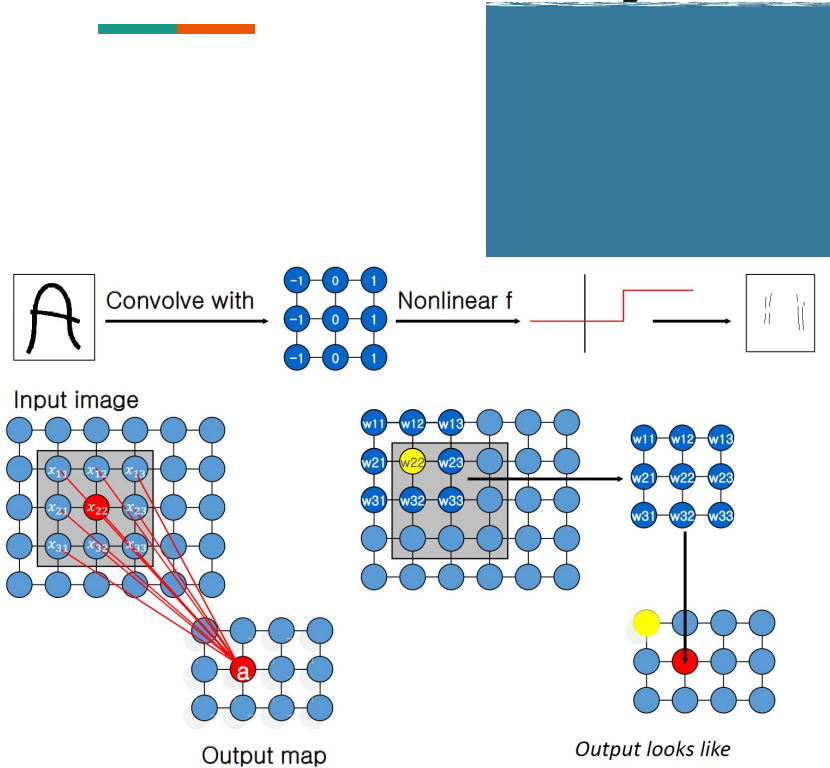 -1 0 1
Convolve with
Nonlinear f
-1 0 1
-1 0 1
Input image
w11 w12 w13
w11 w12 w13
x11 x12 x13
w21 w22 w23
w21 w22 w23
x21 x22 x23
w31 w32 w33
w31 w32 w33
x31 x32 x33
a
Output map
Output looks like